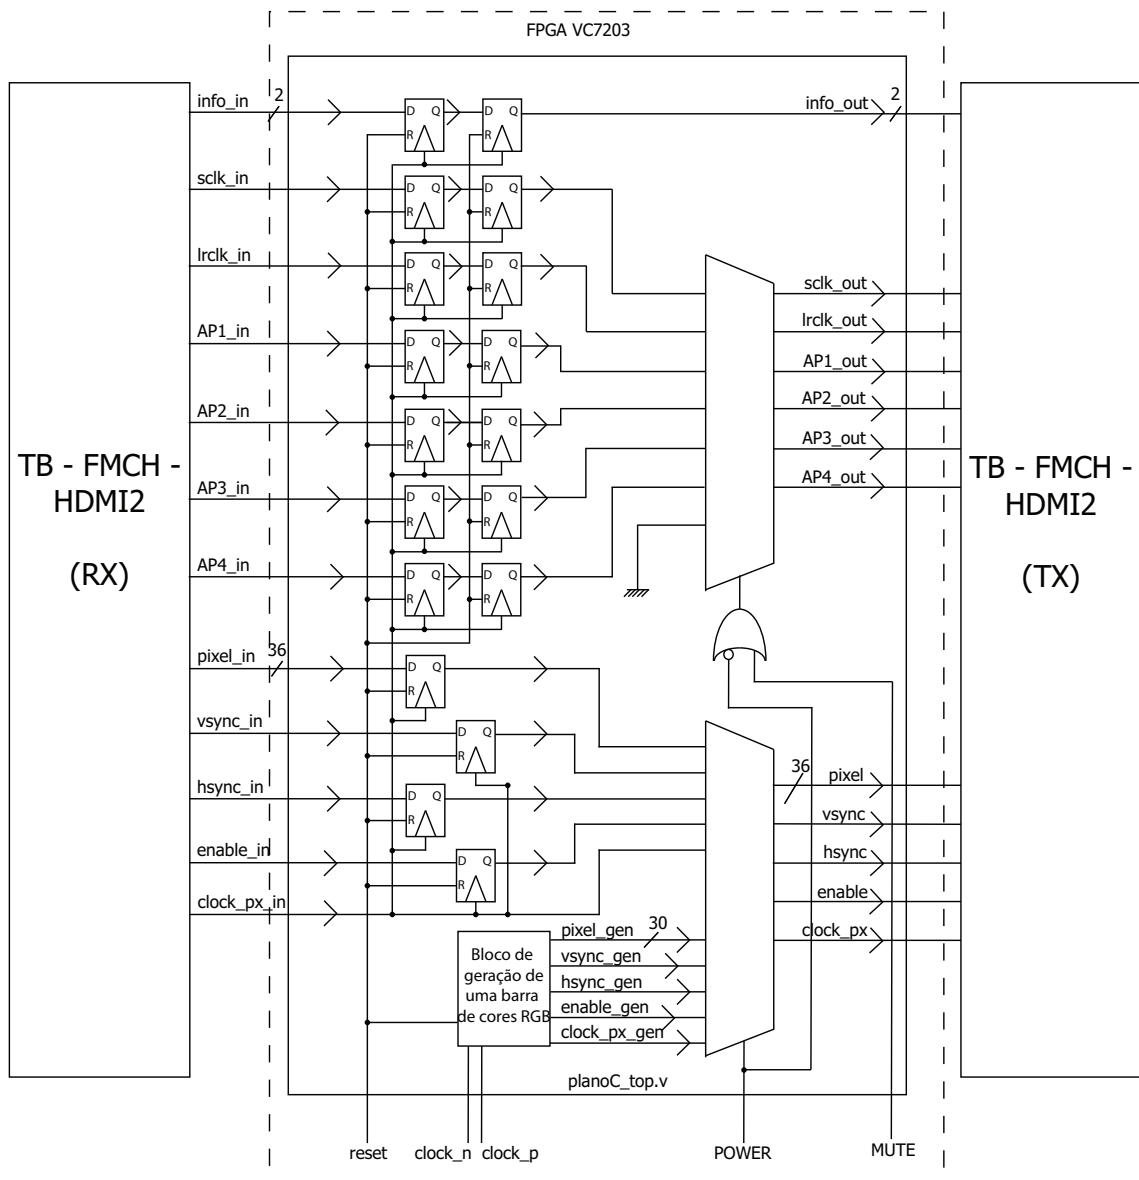 FPGA VC7203
info_in
2
D Q D Q
R R
info_out
2
sclk_in
D Q D Q
R R
lrclk_in
D Q D Q
R R
sclk_out
lrclk_out
AP1_in
D Q D Q
R R
AP1_out
AP2_in
D Q D Q
R R
AP2_out
AP3_out
TB - FMCH -
HDMI2
(RX)
AP3_in
D Q D Q
R R
AP4_out
TB - FMCH -
HDMI2
(TX)
AP4_in
D Q D Q
R R
pixel_in
36
D Q
R
vsync_in
D Q
R
hsync_in
D Q
R
36
pixel
vsync
enable_in
D Q
R
hsync
clock_px_in
enable
pixel_gen
30
clock_px
Bloco de
geração de
uma barra
de cores RGB
vsync_gen
hsync_gen
enable_gen
clock_px_gen
planoC_top.v
reset
clock_n
clock_p
POWER
MUTE